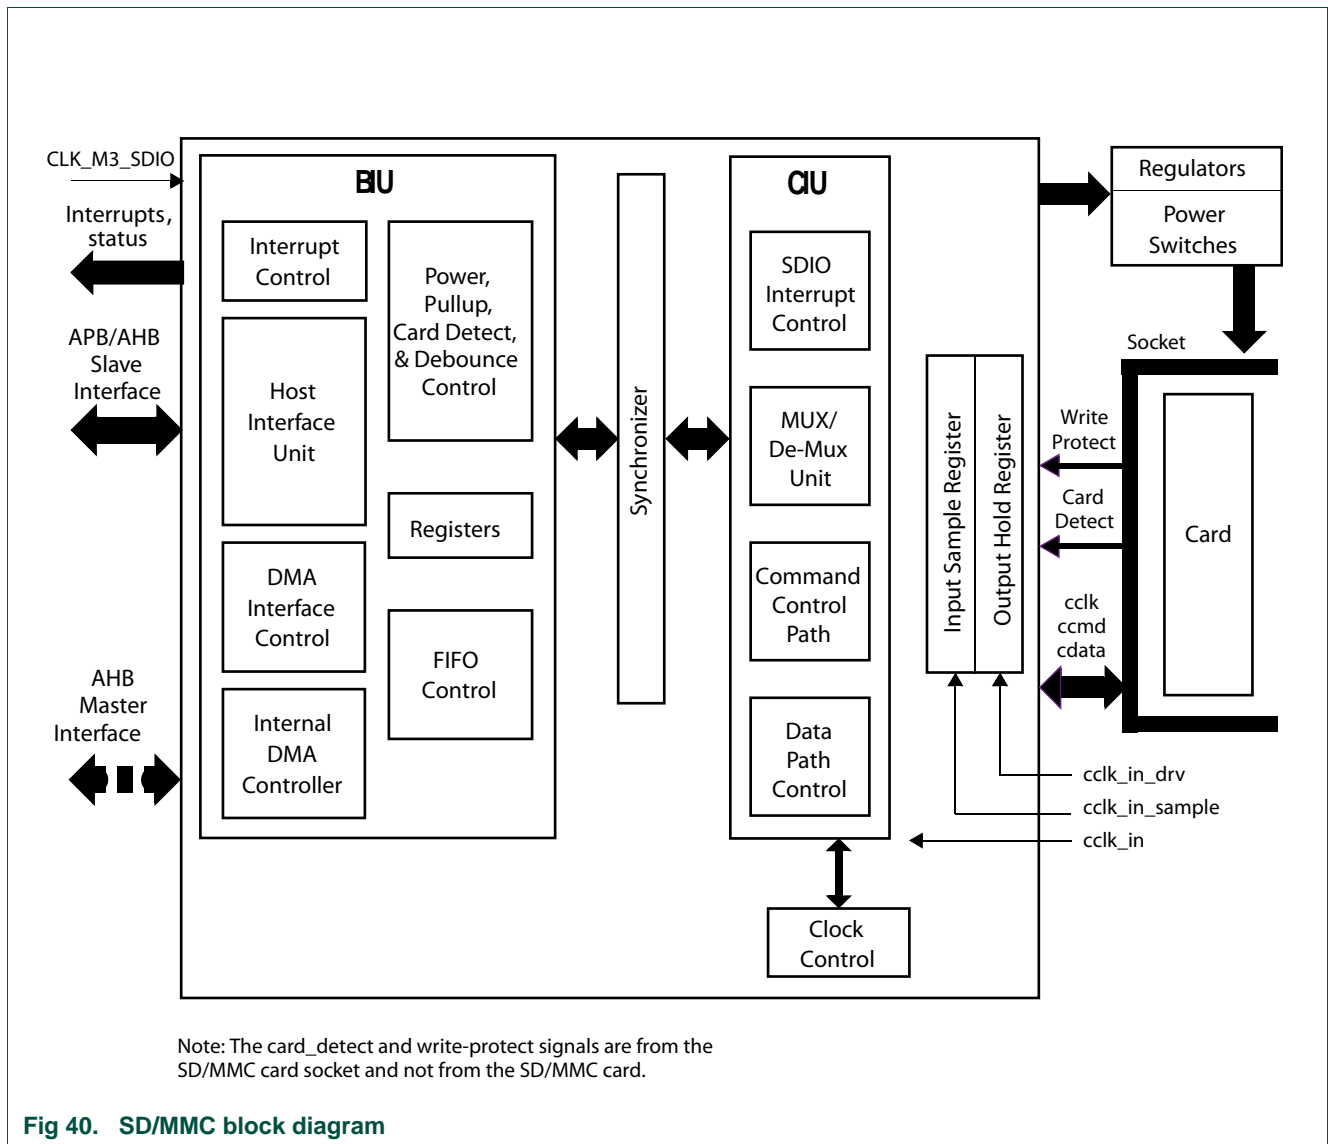 CLK_M3_SDIO
Interrupts,
status
APB/AHB
Slave
Interface
AHB
Master
Interface
BIU
Interrupt
Control
Host
Interface
Unit
DMA
Interface
Control
Internal
DMA
Controller
Power,
Pullup,
Card Detect,
& Debounce
Control
Registers
FIFO
Control
Synchronizer
CIU
SDIO
Interrupt
Control
MUX/
De-Mux
Unit
Command
Control
Path
Data
Path
Control
Clock
Control
Input Sample Register
Output Hold Register
Regulators
Power
Switches
Socket
Write
Protect
Card
Detect
cclk
ccmd
cdata
Card
cclk_in_drv
cclk_in_sample
cclk_in
Note: The card_detect and write-protect signals are from the
SD/MMC card socket and not from the SD/MMC card.
Fig 40. SD/MMC block diagram